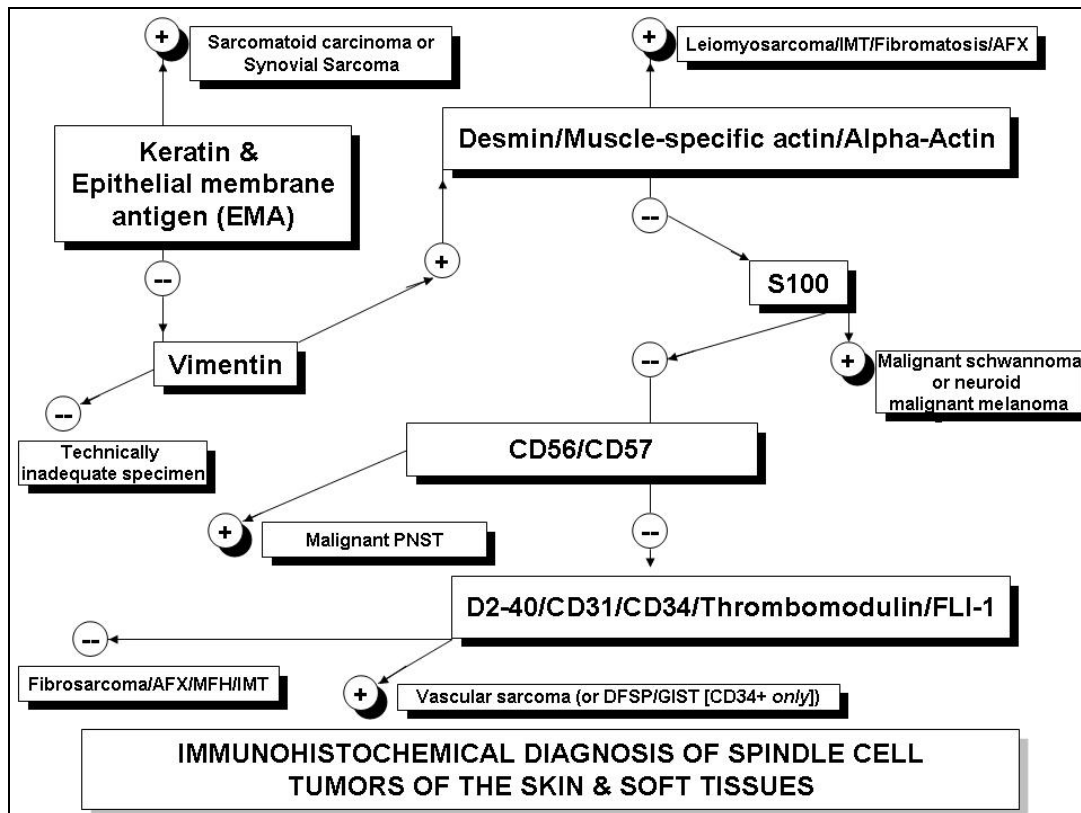 +
Sarcomatoid carcinoma or
Synovial Sarcoma
+
Leiomyosarcoma/IMT/Fibromatosis/AFX
Keratin &
Epithelial membrane
antigen (EMA)
Desmin/Muscle-specific actin/Alpha-Actin
--
--
+
S100
Vimentin
--
+
Malignant schwannoma
or neuroid
malignant melanoma
--
Technically
inadequate specimen
CD56/CD57
+
Malignant PNST
--
D2-40/CD31/CD34/Thrombomodulin/FLI-1
--
Fibrosarcoma/AFX/MFH/IMT
+
Vascular sarcoma (or DFSP/GIST [CD34+ only])
IMMUNOHISTOCHEMICAL DIAGNOSIS OF SPINDLE CELL
TUMORS OF THE SKIN & SOFT TISSUES